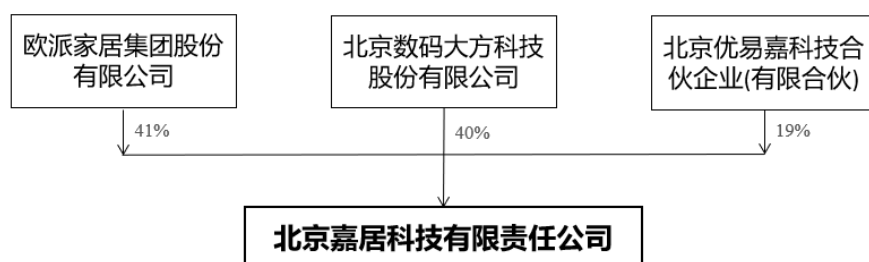 欧派家居集团股份
有限公司
北京数码大方科技
股份有限公司
北京优易嘉科技合
伙企业(有限合伙)
41%
40%
19%
北京嘉居科技有限责任公司